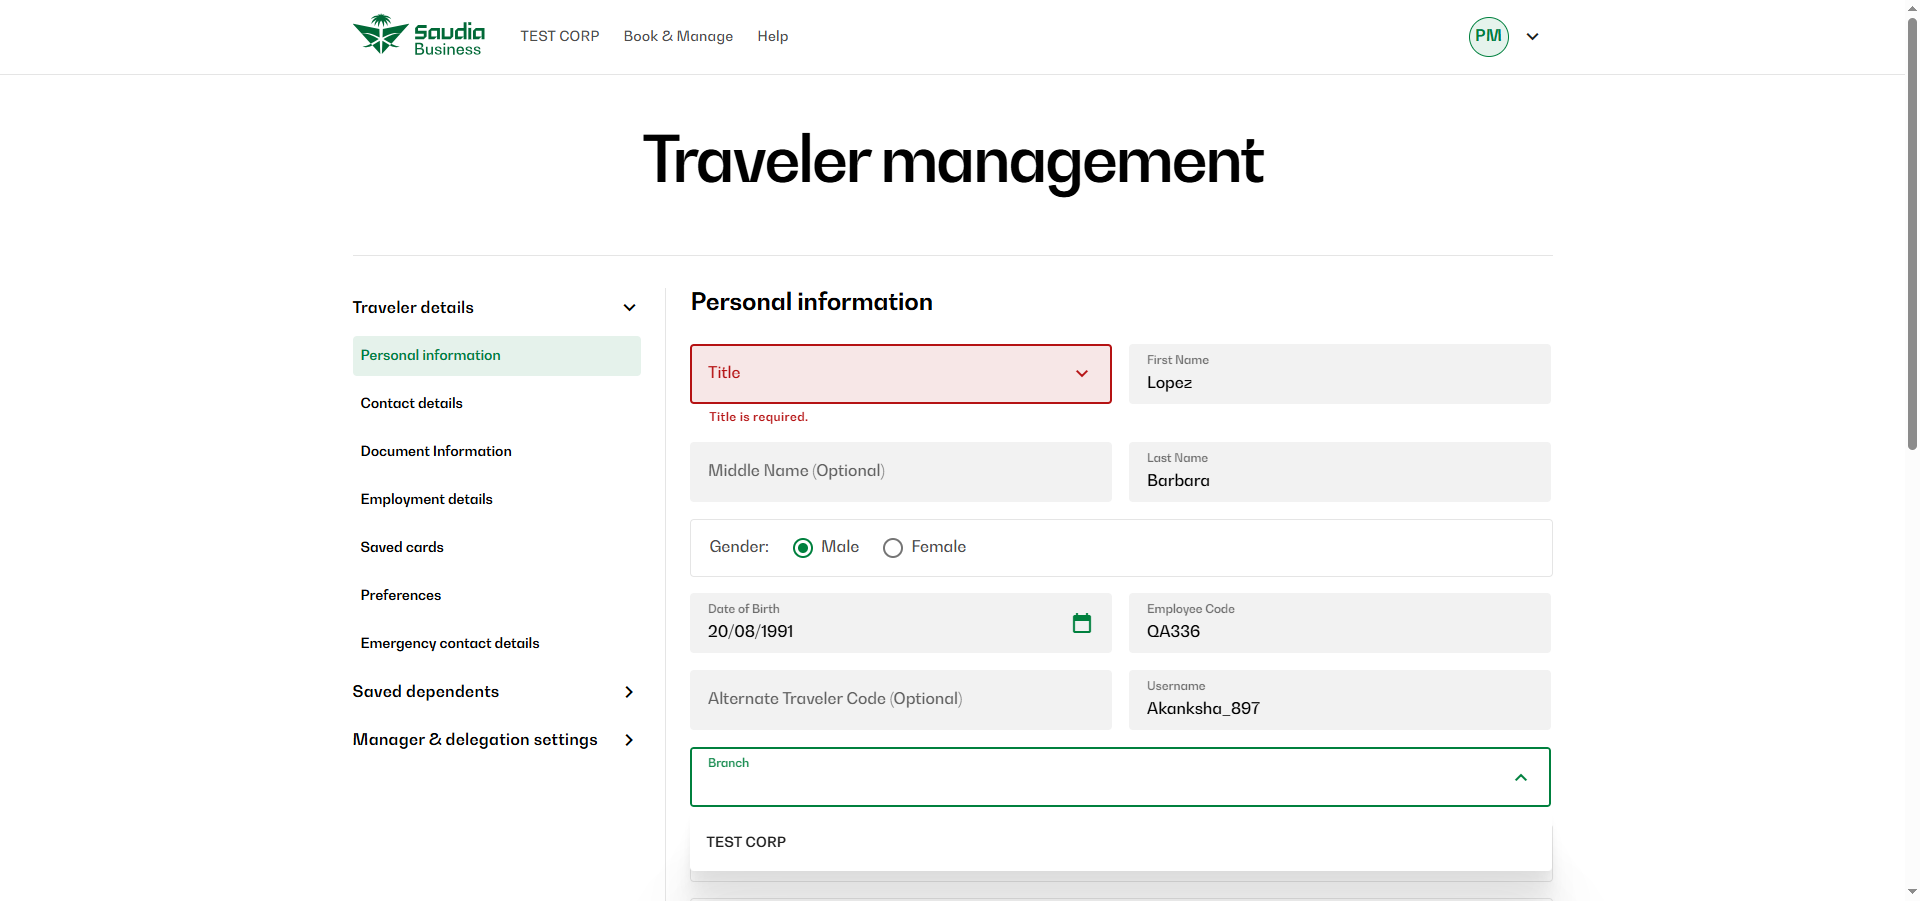 Saudia
Business
TEST CORP
Book & Manage
Help
PM
Traveler management
Traveler details
Personal information
Contact details
Document Information
Employment details
Saved cards
Preferences
Emergency contact details
Saved dependents
Manager & delegation settings
Personal information
Title
Title is required.
First Name
Lopez
Middle Name (Optional)
Last Name
Barbara
Gender:
Male
Female
Date of Birth
20/08/1991
Employee Code
QA336
Alternate Traveler Code (Optional)
Username
Akanksha_897
Branch
TEST CORP